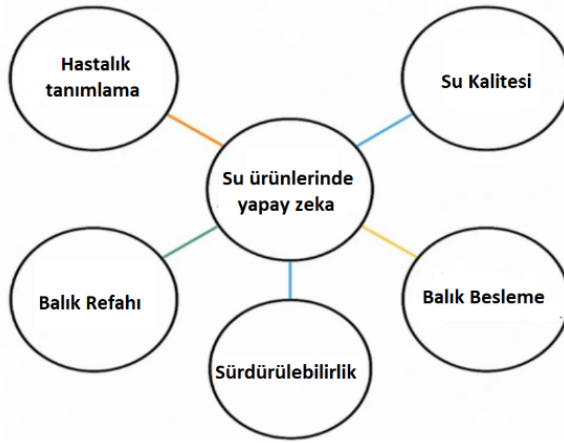 Hastalık
tanımlama
Su Kalitesi
Su ürünlerinde
yapay zeka
Balık Refahı
Balık Besleme
Sürdürülebilirlik